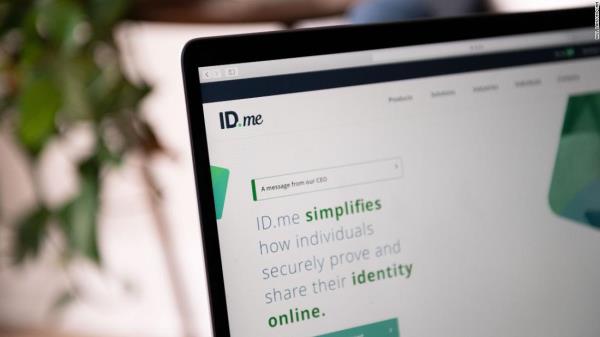 Products Solutions Industries Individuals Company
ID.me
A message from our CEO
ID.me simplifies
how individuals
securely prove and
share their identity
online.